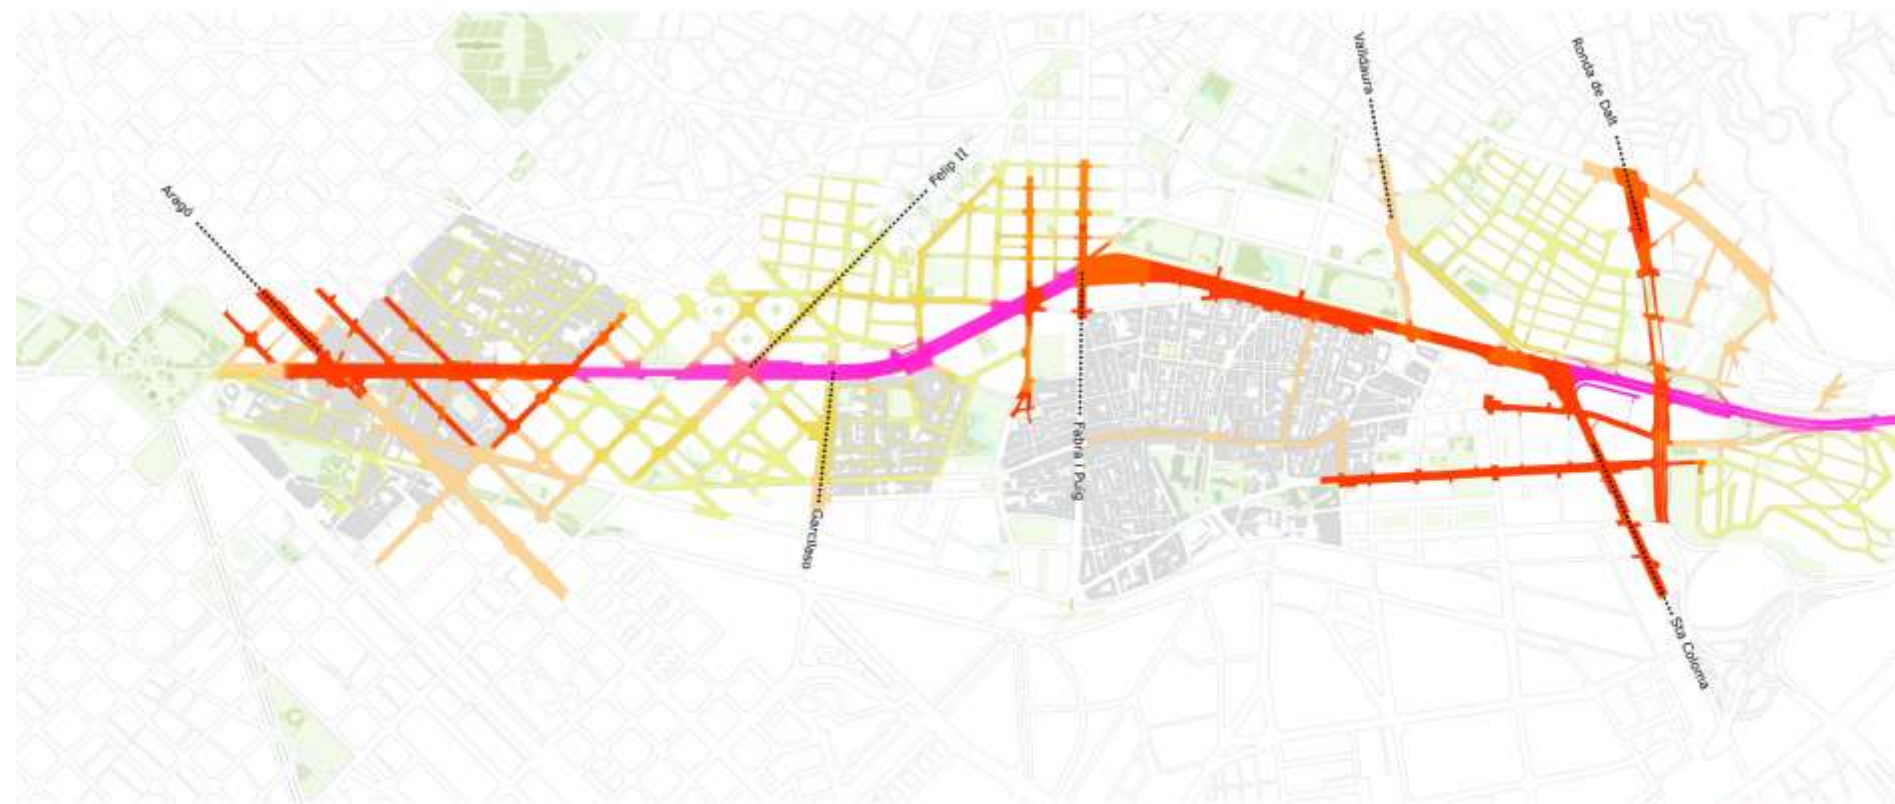 Aragó
Felip II
Garcilaso
Fabra i Puig
Valldaura
Ronda de Dalt
Sta Coloma